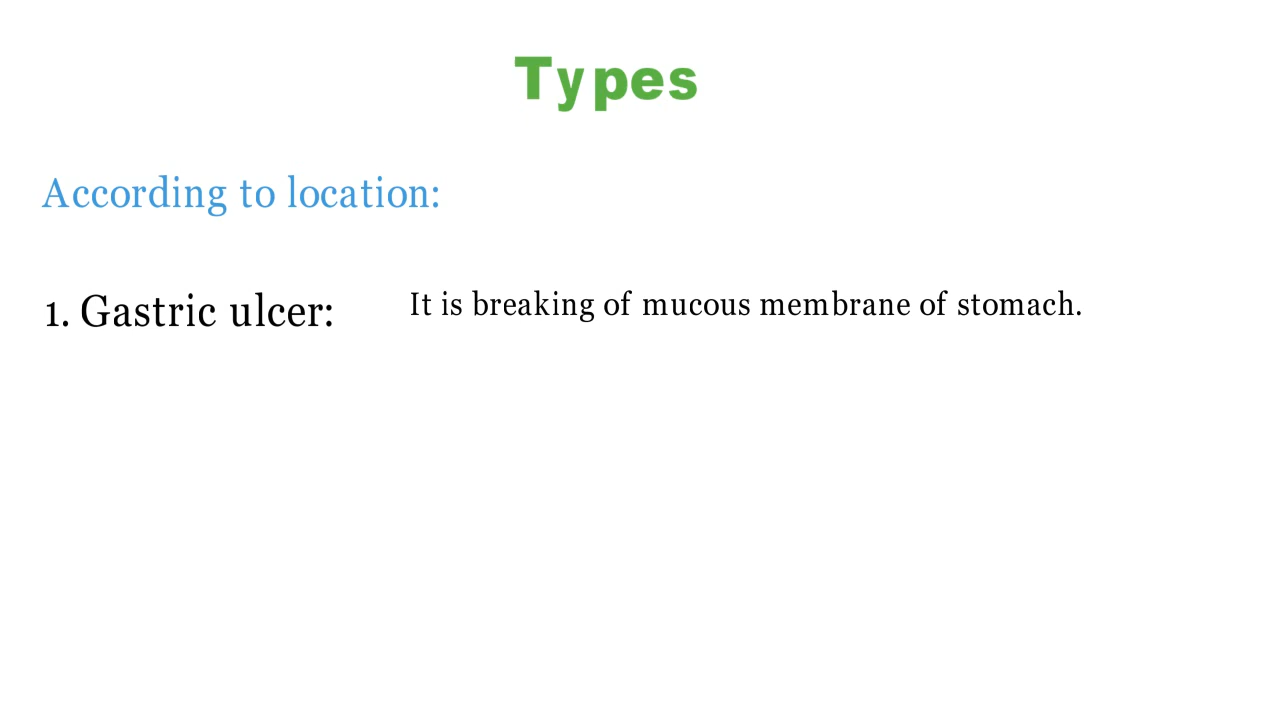 Types
According to location:
1. Gastric ulcer: It is breaking of mucous membrane of stomach.